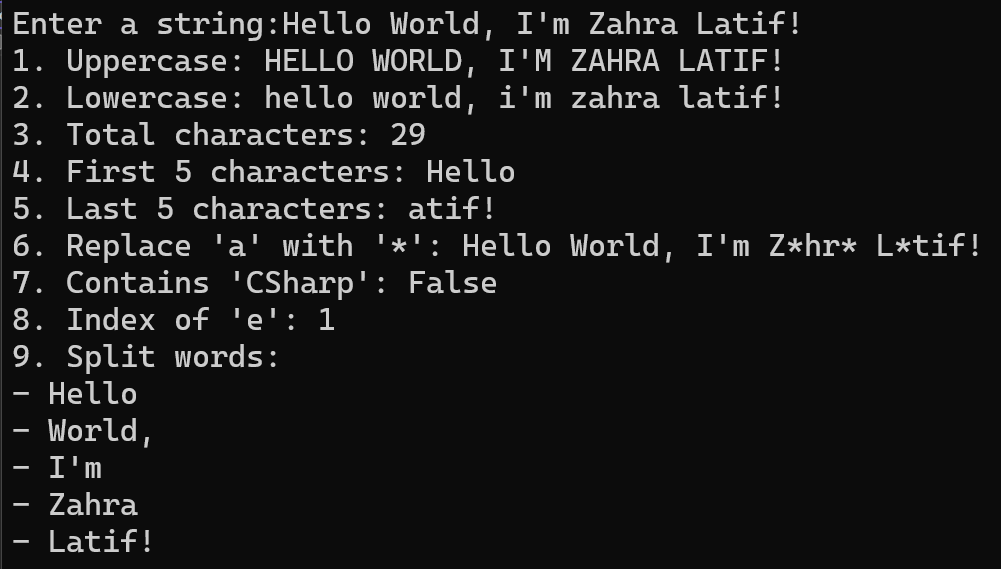 Enter a string:Hello World, I'm Zahra Latif!
1. Uppercase: HELLO WORLD, I'M ZAHRA LATIF!
2. Lowercase: hello world, i'm zahra latif!
3. Total characters: 29
4. First 5 characters: Hello
5. Last 5 characters: atif!
6. Replace 'a' with '*': Hello World, I'm Z*hr* L*tif!
7. Contains 'CSharp': False
8. Index of 'e': 1
9. Split words:
- Hello
- World,
- I'm
- Zahra
- Latif!